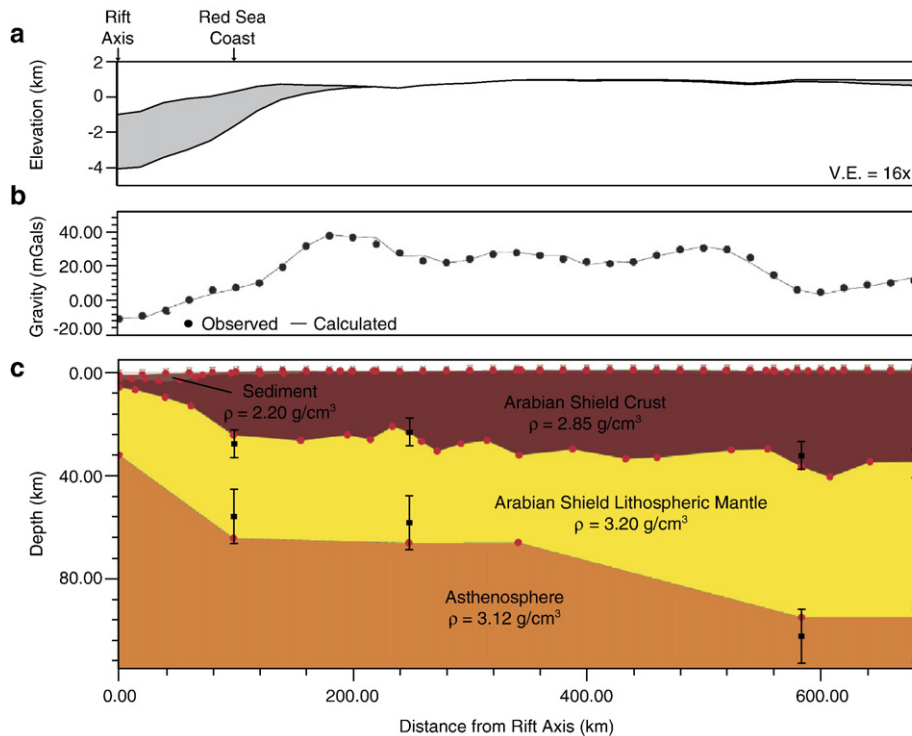 Rift
Axis
Red Sea
Coast
a
Elevation (km)
2
0
-2
-4
V.E. = 16x
b
Gravity (mGals)
40.00
20.00
0.00
-20.00
Observed
Calculated
c
Depth (km)
0.00
40.00
80.00
Sediment
ρ = 2.20 g/cm³
Arabian Shield Crust
ρ = 2.85 g/cm³
Arabian Shield Lithospheric Mantle
ρ = 3.20 g/cm³
Asthenosphere
ρ = 3.12 g/cm³
0.00 200.00 400.00 600.00
Distance from Rift Axis (km)